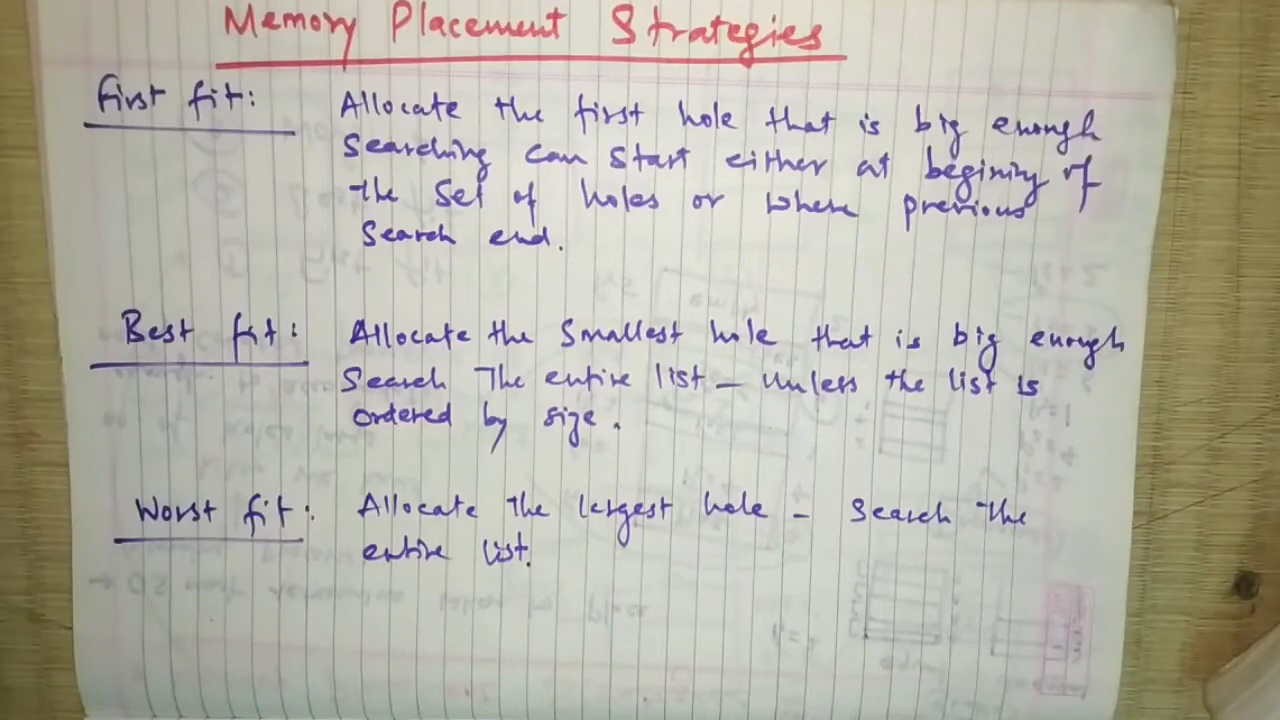 Memory Placement Strategies
First fit: Allocate the first hole that is big enough
Searching can start either at begining of
the set of holes or where previous
search end.
Best fit: Allocate the smallest hole that is big enough
Search The entire list - unless the list is
ordered by size.
Worst fit: Allocate The largest hole - Search The
entire list.